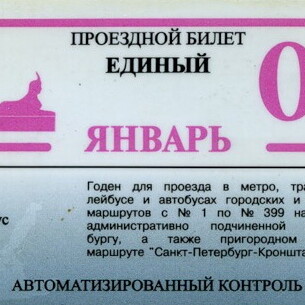 ПРОЕЗДНОЙ БИЛЕТ
ЕДИНЫЙ
0
ЯНВАРЬ
Годен для проезда в метро,
лейбусе и автобусах городских и
маршрутов с № 1 по № 399 на
административно подчиненной
бургу, а также пригородном
маршруте "Санкт-Петербург-Кроншта
АВТОМАТИЗИРОВАННЫЙ КОНТРОЛЬ